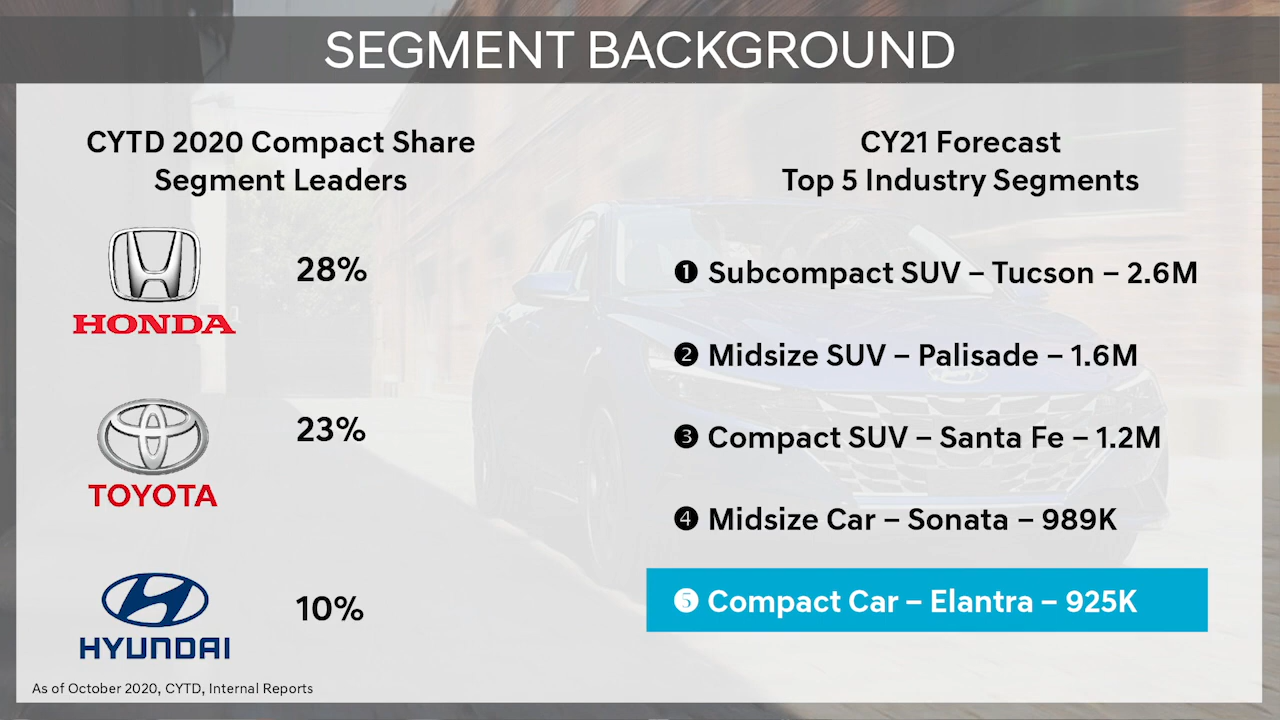 SEGMENT BACKGROUND
CYTD 2020 Compact Share
Segment Leaders
HONDA
28%
TOYOTA
23%
HYUNDAI
10%
As of October 2020, CYTD, Internal Reports
CY21 Forecast
Top 5 Industry Segments
❶ Subcompact SUV – Tucson – 2.6M
❷ Midsize SUV – Palisade – 1.6M
❸ Compact SUV – Santa Fe – 1.2M
❹ Midsize Car – Sonata – 989K
❺ Compact Car – Elantra – 925K